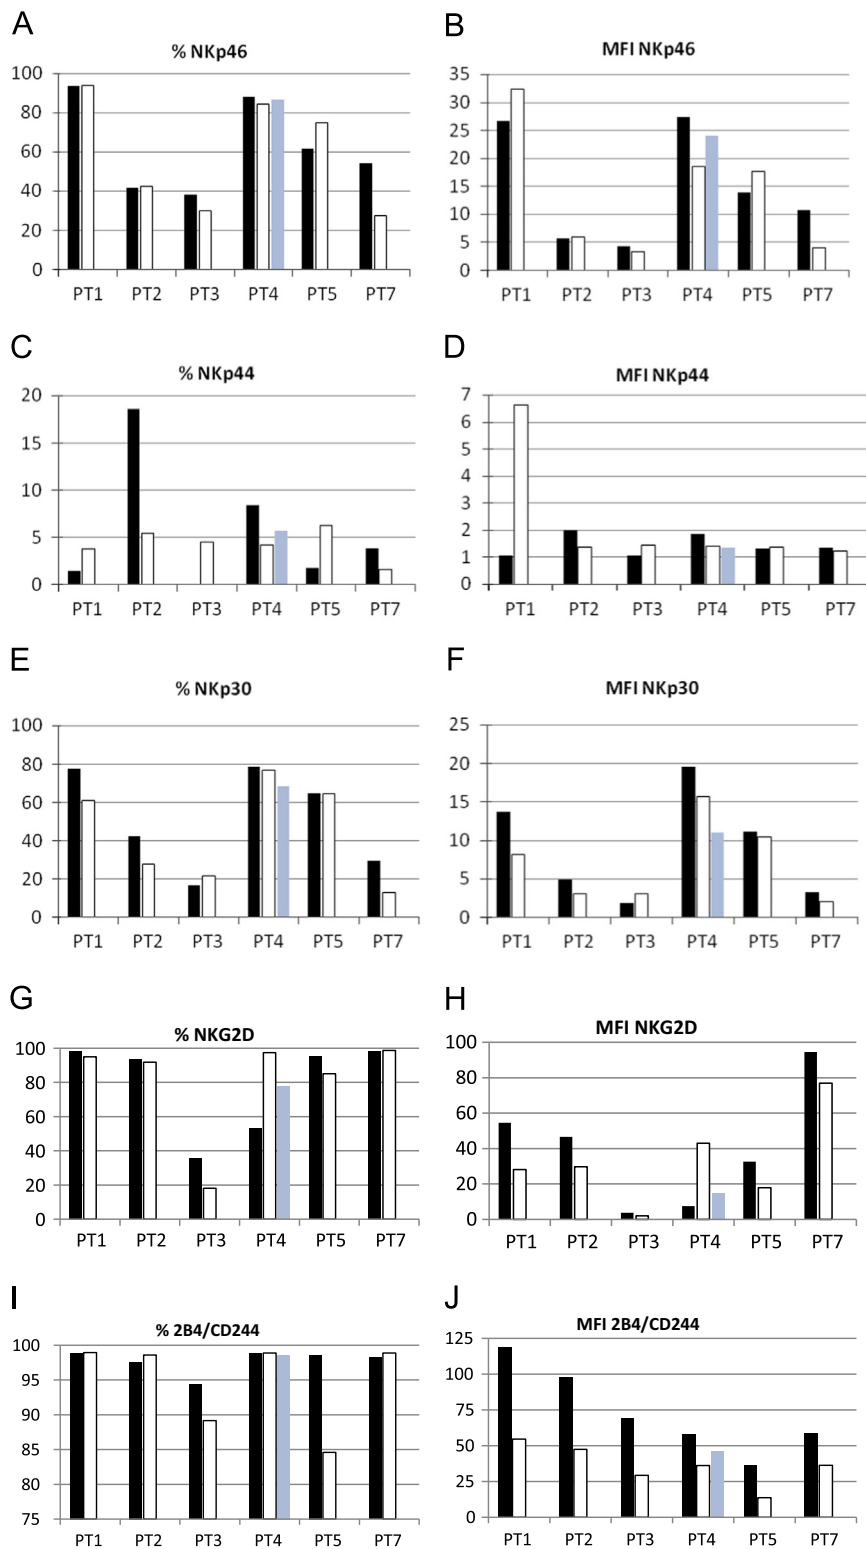 A
% NKp46
100
80
60
40
20
0
PT1 PT2 PT3 PT4 PT5 PT7
B
MFI NKp46
35
30
25
20
15
10
5
0
PT1 PT2 PT3 PT4 PT5 PT7
C
% NKp44
20
15
10
5
0
PT1 PT2 PT3 PT4 PT5 PT7
D
MFI NKp44
7
6
5
4
3
2
1
0
PT1 PT2 PT3 PT4 PT5 PT7
E
% NKp30
100
80
60
40
20
0
PT1 PT2 PT3 PT4 PT5 PT7
F
MFI NKp30
25
20
15
10
5
0
PT1 PT2 PT3 PT4 PT5 PT7
G
% NKG2D
100
80
60
40
20
0
PT1 PT2 PT3 PT4 PT5 PT7
H
MFI NKG2D
100
80
60
40
20
0
PT1 PT2 PT3 PT4 PT5 PT7
I
% 2B4/CD244
100
95
90
85
80
75
PT1 PT2 PT3 PT4 PT5 PT7
J
MFI 2B4/CD244
125
100
75
50
25
0
PT1 PT2 PT3 PT4 PT5 PT7